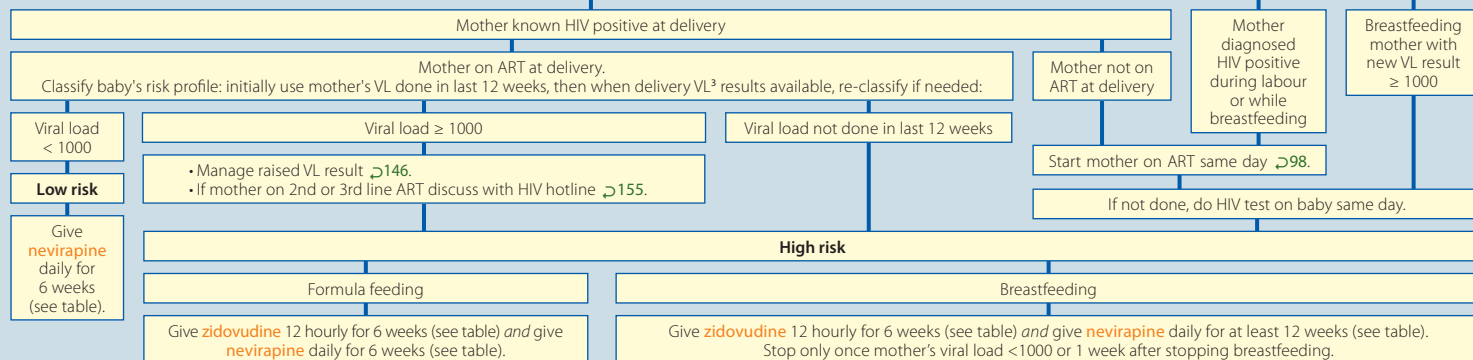 Mother known HIV positive at delivery
Mother
diagnosed
HIV positive
during labour
or while
breastfeeding
Breastfeeding
mother with
new VL result
≥ 1000
Mother on ART at delivery.
Classify baby's risk profile: initially use mother's VL done in last 12 weeks, then when delivery VL³ results available, re-classify if needed:
Mother not on
ART at delivery
Viral load
< 1000
Viral load ≥ 1000
Viral load not done in last 12 weeks
• Manage raised VL result ⮌146.
• If mother on 2nd or 3rd line ART discuss with HIV hotline ⮌155.
Start mother on ART same day ⮌98.
Low risk
If not done, do HIV test on baby same day.
Give
nevirapine
daily for
6 weeks
(see table).
High risk
Formula feeding
Breastfeeding
Give zidovudine 12 hourly for 6 weeks (see table) and give
nevirapine daily for 6 weeks (see table).
Give zidovudine 12 hourly for 6 weeks (see table) and give nevirapine daily for at least 12 weeks (see table).
Stop only once mother's viral load <1000 or 1 week after stopping breastfeeding.